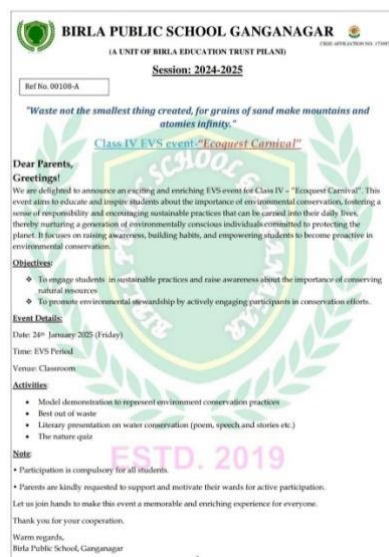 BIRLA PUBLIC SCHOOL GANGANAGAR
(A UNIT OF BIRLA EDUCATION TRUST PILANI)
CBSE AFFILIATION NO.
Session: 2024-2025
Ref No. 00108-A
"Waste not the smallest thing created, for grains of sand make mountains and
atomies infinity."
Class IV EVS event-"Ecoquest Carnival"
Dear Parents,
Greetings!
We are delighted to announce an exciting and enriching EVS event for Class IV – "Ecoquest Carnival". This
event aims to educate and inspire students about the importance of environmental conservation, fostering a
sense of responsibility and encouraging sustainable practices that can be carried into their daily lives,
thereby nurturing a generation of environmentally conscious individuals committed to protecting the
planet. It focuses on raising awareness, building habits, and empowering students to become proactive in
environmental conservation.
Objectives:
❖ To engage students in sustainable practices and raise awareness about the importance of conserving
natural resources
❖ To promote environmental stewardship by actively engaging participants in conservation efforts.
Event Details:
Date: 24th January 2025 (Friday)
Time: EVS Period
Venue: Classroom
Activities
• Model demonstration to represent environment conservation practices
• Best out of waste
• Literary presentation on water conservation (poem, speech and stories etc.)
• The nature quiz
Note
• Participation is compulsory for all students.
• Parents are kindly requested to support and motivate their wards for active participation.
Let us join hands to make this event a memorable and enriching experience for everyone.
Thank you for your cooperation.
Warm regards,
Birla Public School, Ganganagar
ESTD. 2019